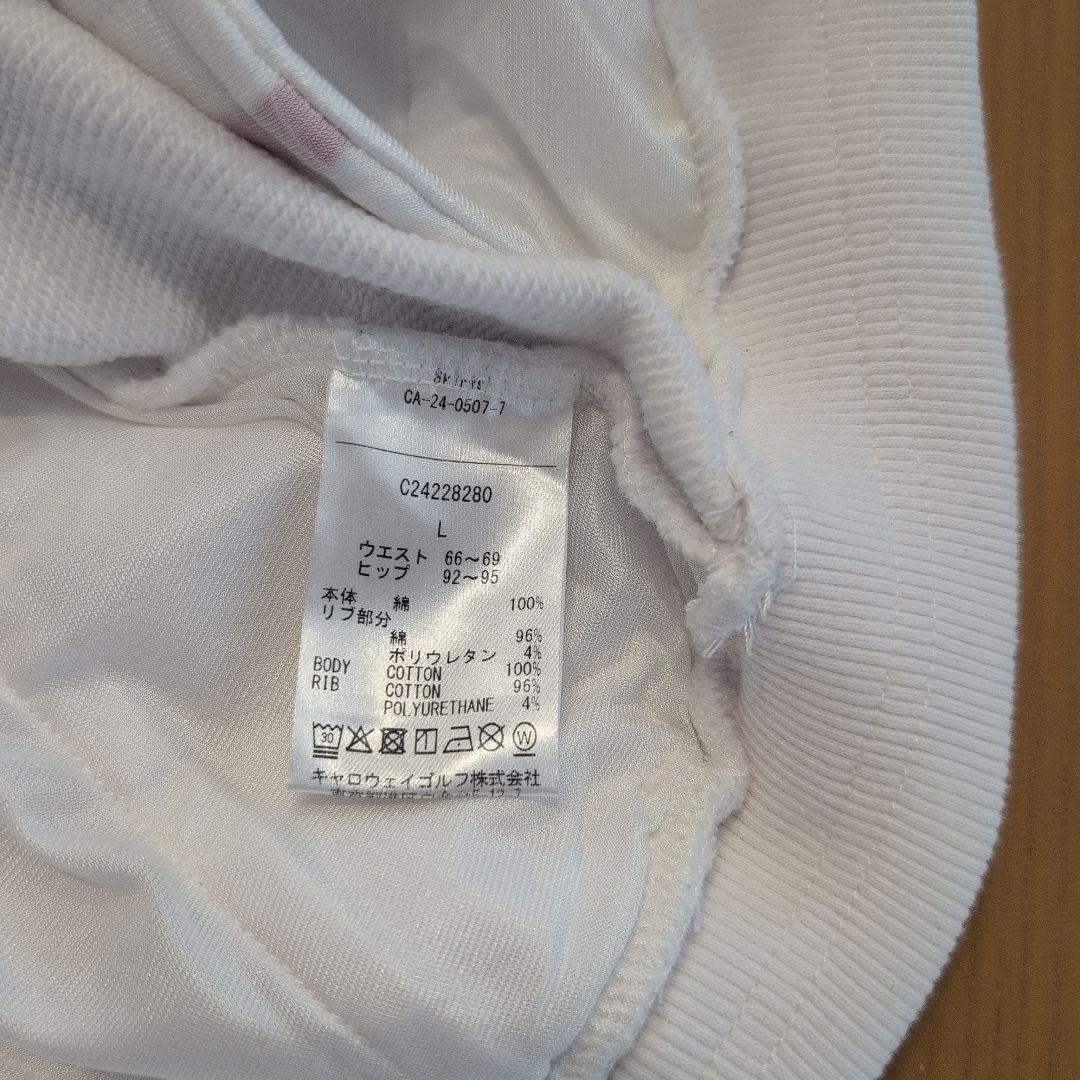 Skirts
CA-24-0507-7
C24228280
L
ウエスト 66～69
ヒップ 92～95
本体 綿 100%
リブ部分
綿 96%
ポリウレタン 4%
BODY COTTON 100%
RIB COTTON 96%
POLYURETHANE 4%
30 W
キャロウェイゴルフ株式会社